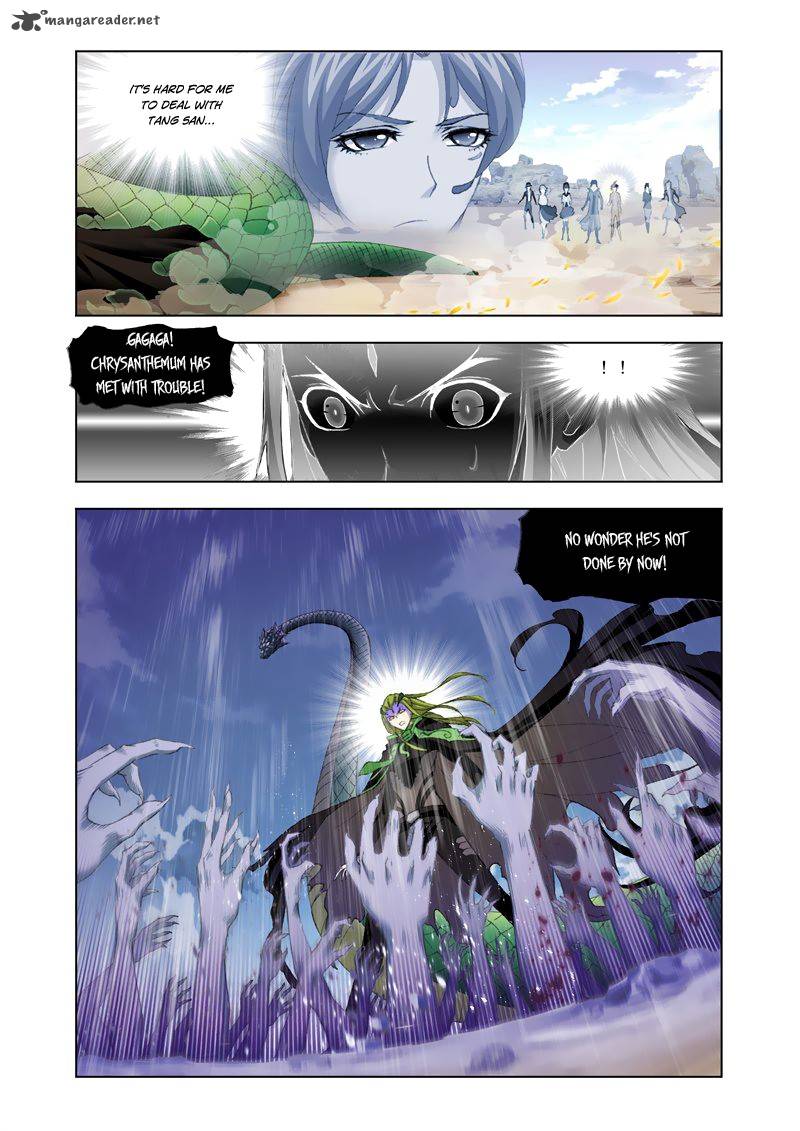 mangareader.net
IT'S HARD FOR ME
TO DEAL WITH
TANG SAN...
GAGAGA!
CHRYSANTHEMUM HAS
MET WITH TROUBLE!
! !
NO WONDER HE'S NOT
DONE BY NOW!